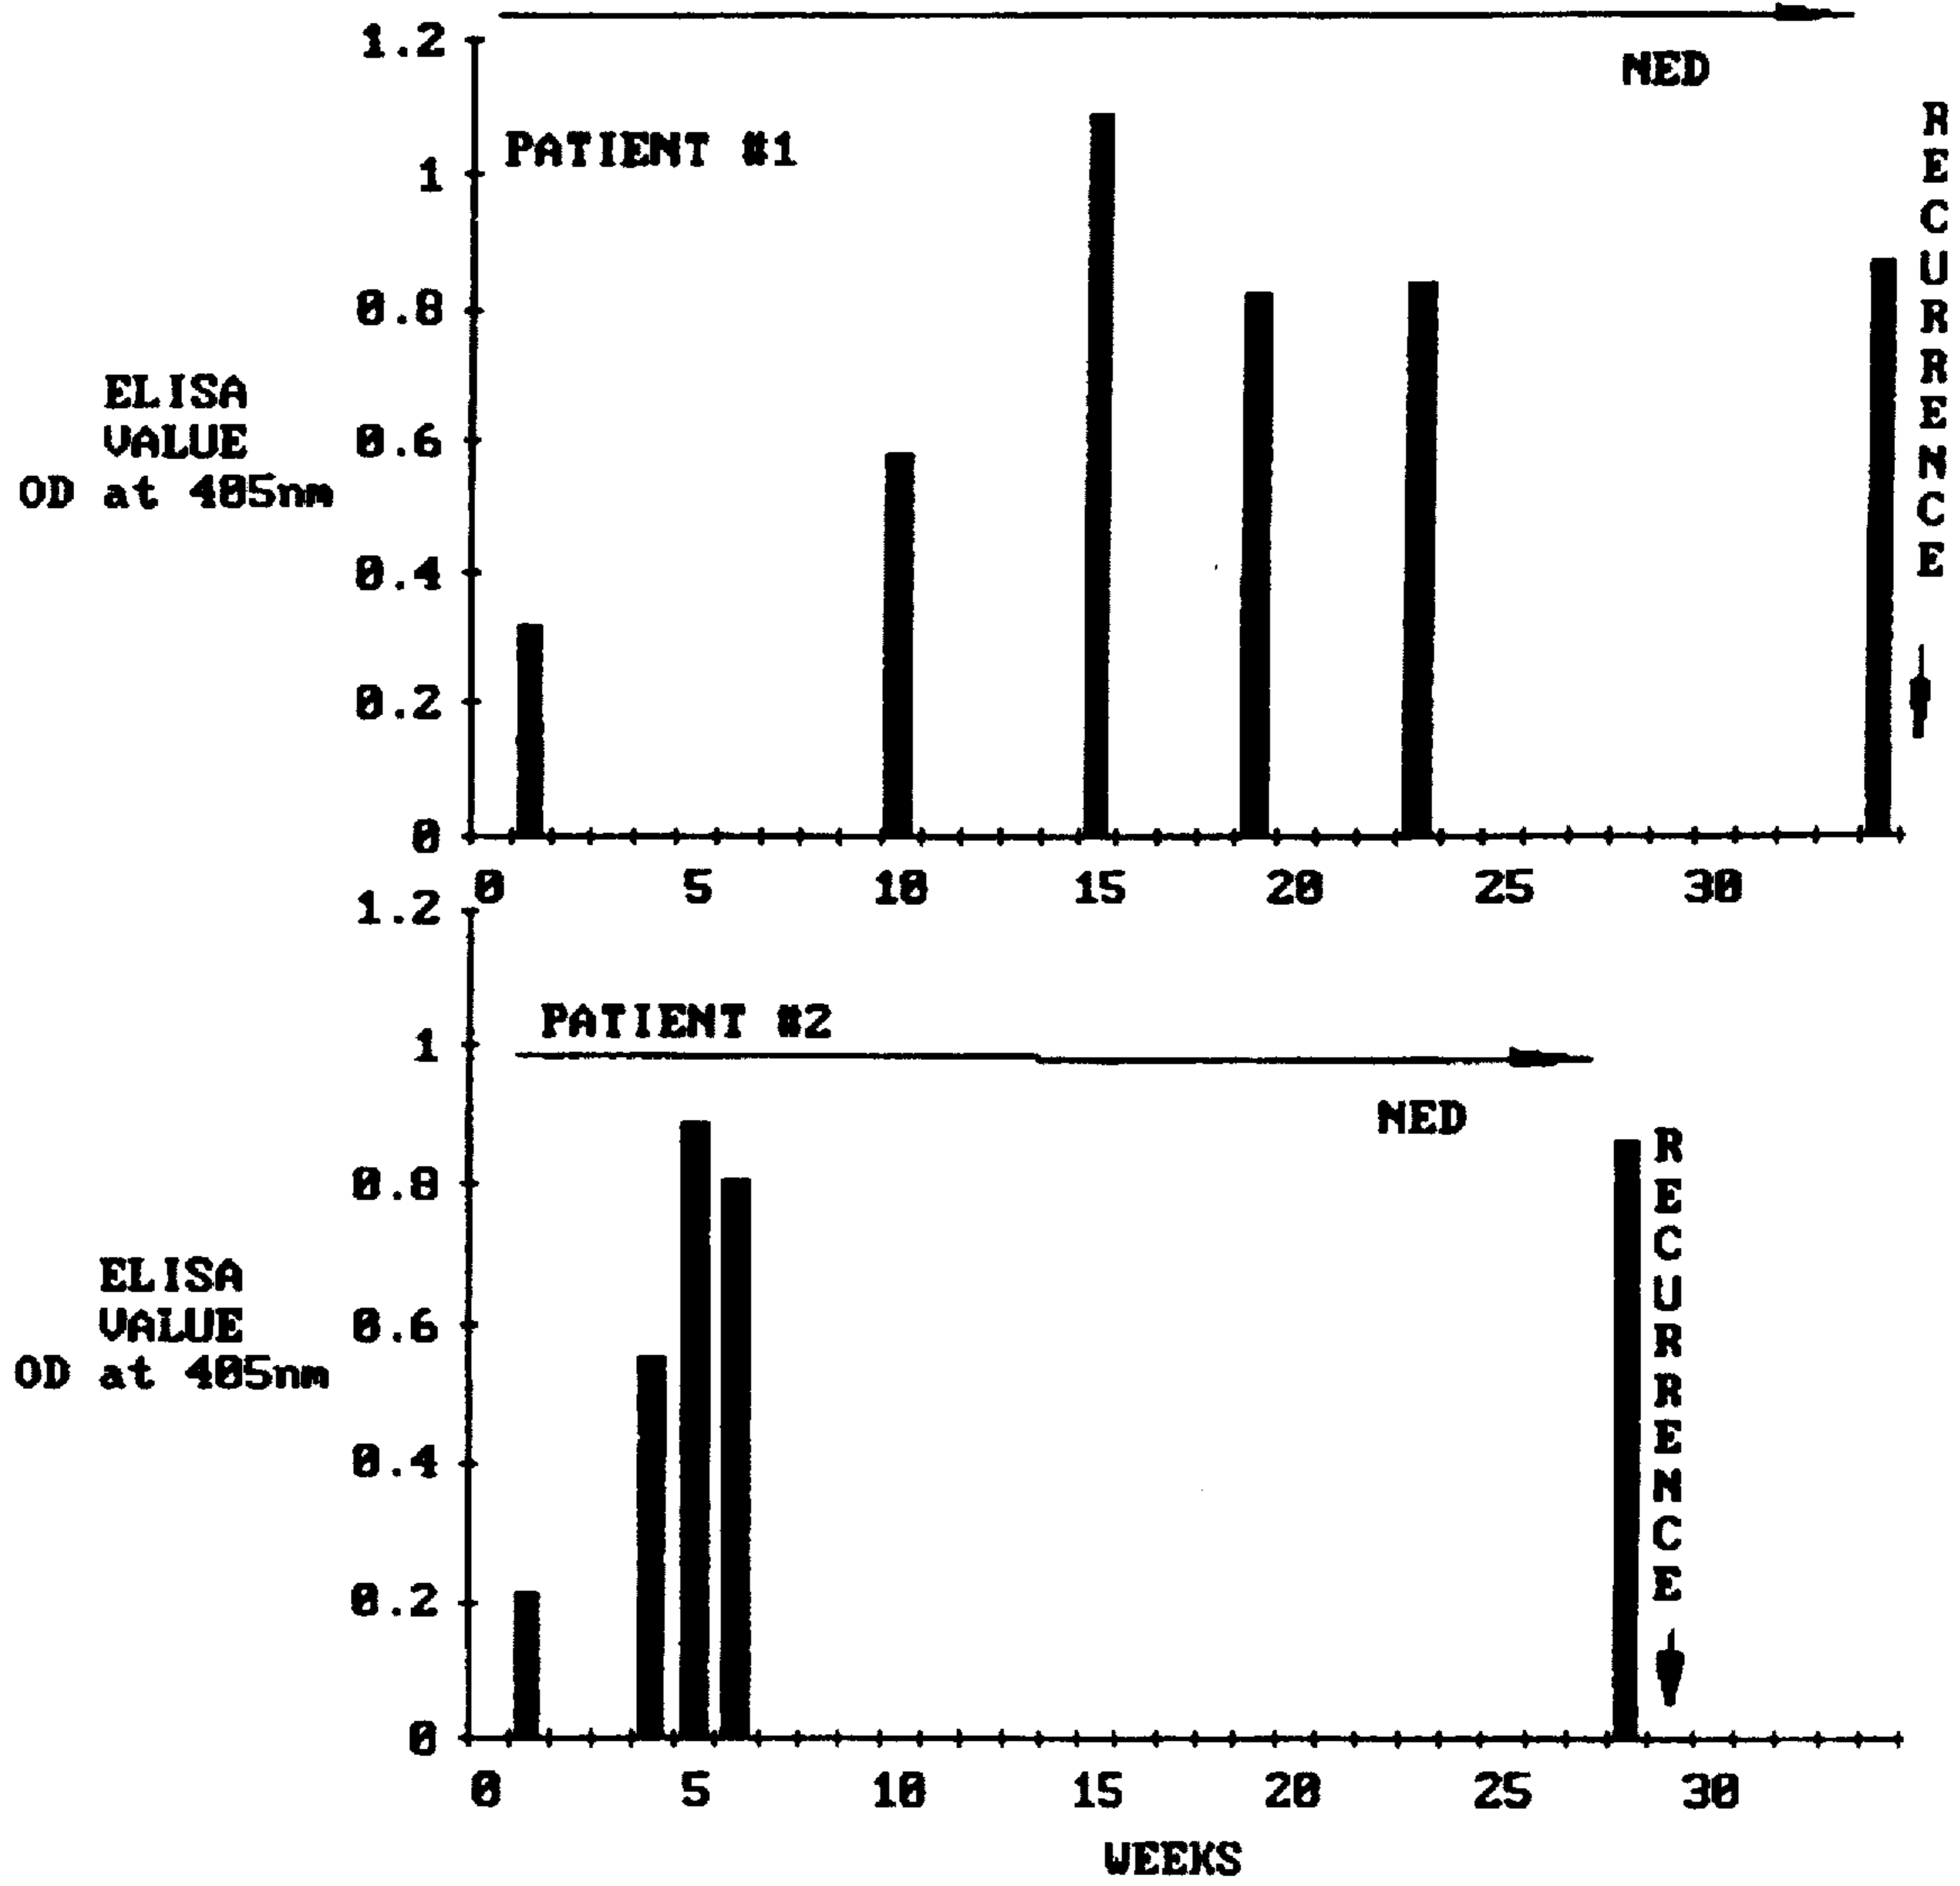 1.2
NED
PATIENT #1
1
0.8
ELISA
VALUE
OD at 405nm
0.6
0.4
0.2
0
RECURRENCE
0 5 10 15 20 25 30
1.2
PATIENT #2
1
NED
0.8
ELISA
VALUE
OD at 405nm
0.6
0.4
0.2
0
RECURRENCE
0 5 10 15 20 25 30
WEEKS